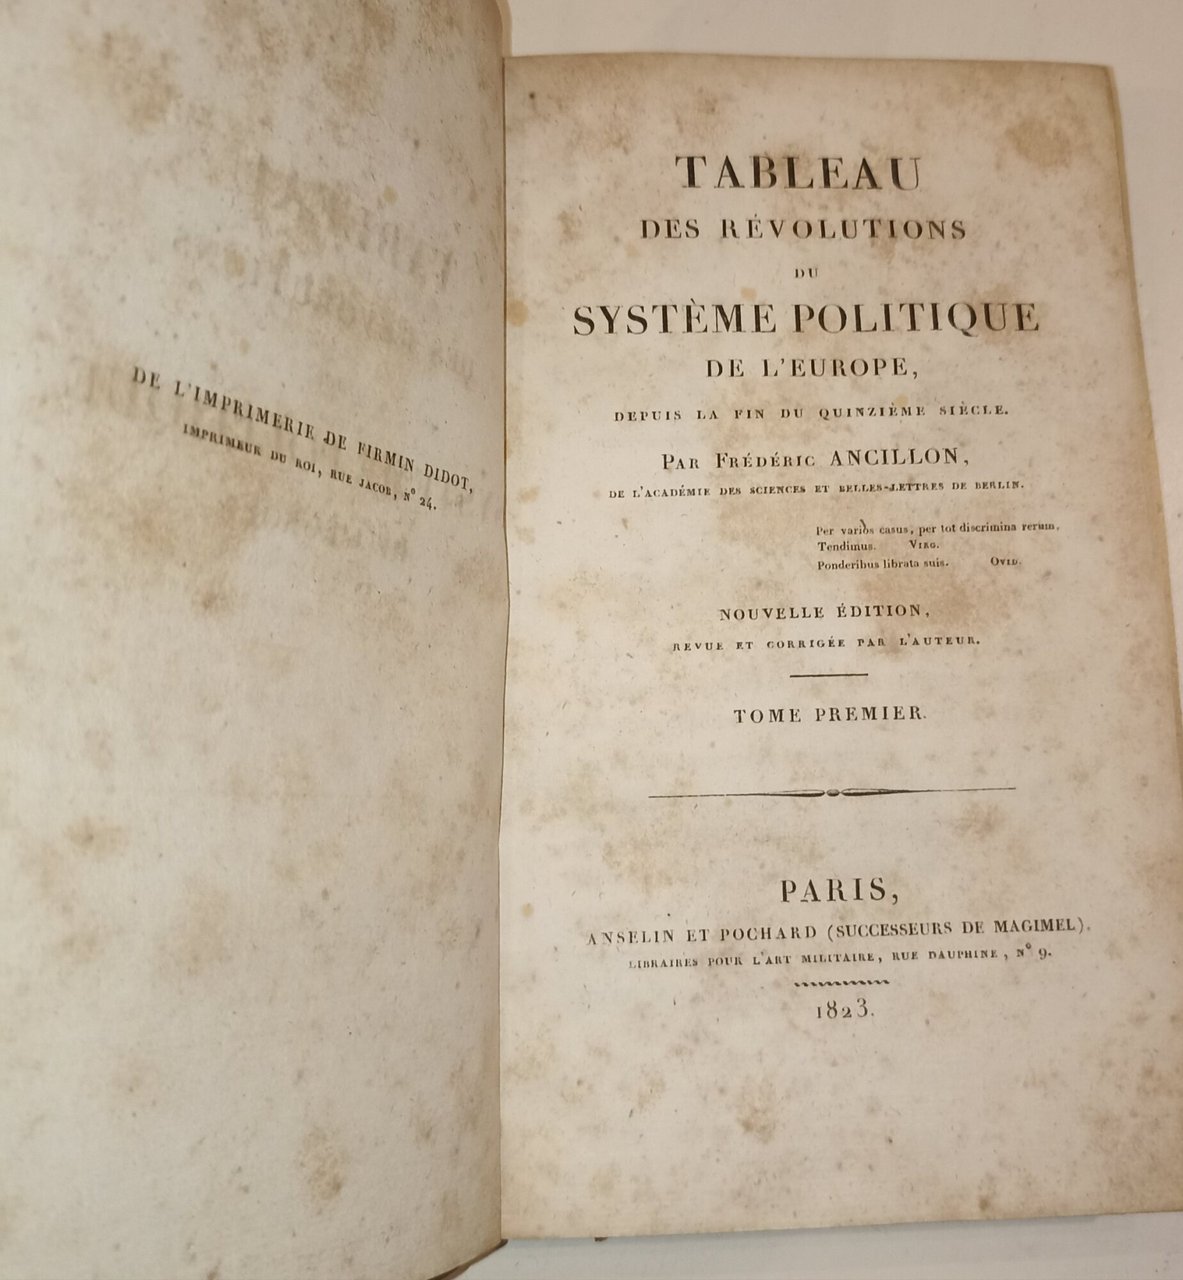 DE L'IMPRIMERIE DE FIRMIN DIDOT,
IMPRIMEUR DU ROI, RUE JACOB, N° 24.
TABLEAU
DES RÉVOLUTIONS
DU
SYSTÈME POLITIQUE
DE L'EUROPE,
DEPUIS LA FIN DU QUINZIÈME SIÈCLE.
PAR FRÉDÉRIC ANCILLON,
DE L'ACADÉMIE DES SCIENCES ET BELLES-LETTRES DE BERLIN.
Per varios casus, per tot discrimina rerum.
Tendimus. VIRG.
Ponderibus librata suis. OVID.
NOUVELLE ÉDITION,
REVUE ET CORRIGÉE PAR L'AUTEUR.
TOME PREMIER.
PARIS,
ANSELIN ET POCHARD (SUCCESSEURS DE MAGIMEL).
LIBRAIRES POUR L'ART MILITAIRE, RUE DAUPHINE, N° 9.
1823.